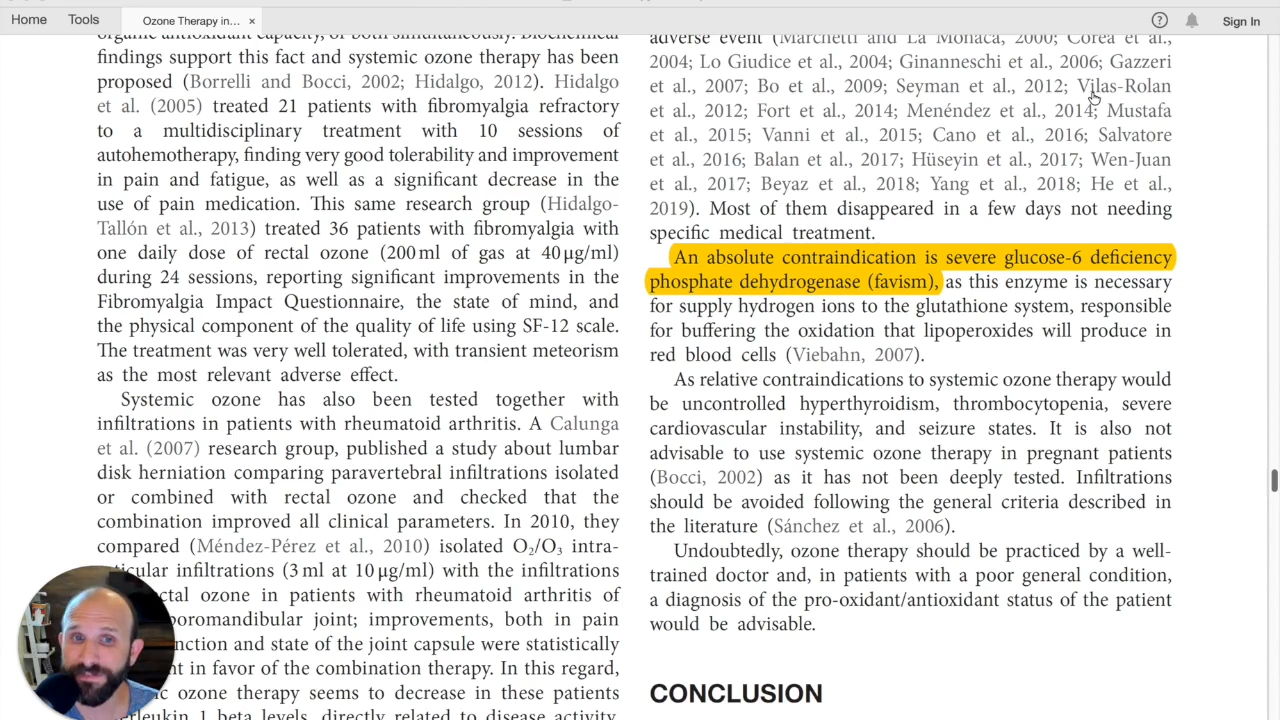 Home Tools Ozone Therapy in... × Sign In
organic antioxidant capacity, or both simultaneously. Biochemical
findings support this fact and systemic ozone therapy has been
proposed (Borrelli and Bocci, 2002; Hidalgo, 2012). Hidalgo
et al. (2005) treated 21 patients with fibromyalgia refractory
to a multidisciplinary treatment with 10 sessions of
autohemotherapy, finding very good tolerability and improvement
in pain and fatigue, as well as a significant decrease in the
use of pain medication. This same research group (Hidalgo-
Tallón et al., 2013) treated 36 patients with fibromyalgia with
one daily dose of rectal ozone (200 ml of gas at 40 μg/ml)
during 24 sessions, reporting significant improvements in the
Fibromyalgia Impact Questionnaire, the state of mind, and
the physical component of the quality of life using SF-12 scale.
The treatment was very well tolerated, with transient meteorism
as the most relevant adverse effect.
Systemic ozone has also been tested together with
infiltrations in patients with rheumatoid arthritis. A Calunga
et al. (2007) research group, published a study about lumbar
disk herniation comparing paravertebral infiltrations isolated
or combined with rectal ozone and checked that the
combination improved all clinical parameters. In 2010, they
compared (Méndez-Pérez et al., 2010) isolated O₂/O₃ intra-
ticular infiltrations (3 ml at 10 μg/ml) with the infiltrations
ctal ozone in patients with rheumatoid arthritis of
poromandibular joint; improvements, both in pain
nction and state of the joint capsule were statistically
nt in favor of the combination therapy. In this regard,
c ozone therapy seems to decrease in these patients
erleukin 1 beta levels, directly related to disease activity,
adverse event (Marchetti and La Monaca, 2000; Corea et al.,
2004; Lo Giudice et al., 2004; Ginanneschi et al., 2006; Gazzeri
et al., 2007; Bo et al., 2009; Seyman et al., 2012; Vilas-Rolan
et al., 2012; Fort et al., 2014; Menéndez et al., 2014; Mustafa
et al., 2015; Vanni et al., 2015; Cano et al., 2016; Salvatore
et al., 2016; Balan et al., 2017; Hüseyin et al., 2017; Wen-Juan
et al., 2017; Beyaz et al., 2018; Yang et al., 2018; He et al.,
2019). Most of them disappeared in a few days not needing
specific medical treatment.
An absolute contraindication is severe glucose-6 deficiency
phosphate dehydrogenase (favism), as this enzyme is necessary
for supply hydrogen ions to the glutathione system, responsible
for buffering the oxidation that lipoperoxides will produce in
red blood cells (Viebahn, 2007).
As relative contraindications to systemic ozone therapy would
be uncontrolled hyperthyroidism, thrombocytopenia, severe
cardiovascular instability, and seizure states. It is also not
advisable to use systemic ozone therapy in pregnant patients
(Bocci, 2002) as it has not been deeply tested. Infiltrations
should be avoided following the general criteria described in
the literature (Sánchez et al., 2006).
Undoubtedly, ozone therapy should be practiced by a well-
trained doctor and, in patients with a poor general condition,
a diagnosis of the pro-oxidant/antioxidant status of the patient
would be advisable.
CONCLUSION